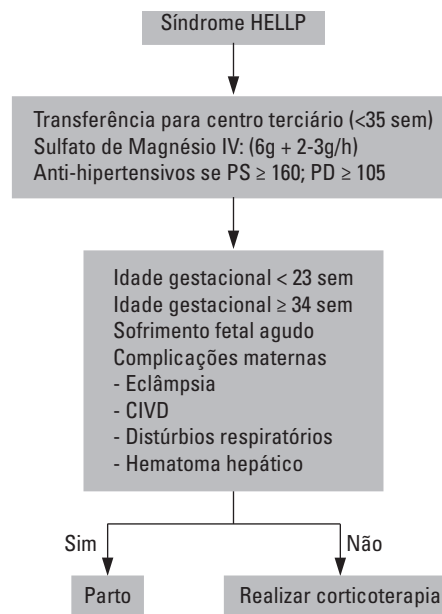 Síndrome HELLP
Transferência para centro terciário (<35 sem)
Sulfato de Magnésio IV: (6g + 2-3g/h)
Anti-hipertensivos se PS ≥ 160; PD ≥ 105
Idade gestacional < 23 sem
Idade gestacional ≥ 34 sem
Sofrimento fetal agudo
Complicações maternas
- Eclâmpsia
- CIVD
- Distúrbios respiratórios
- Hematoma hepático
Sim
Não
Parto
Realizar corticoterapia